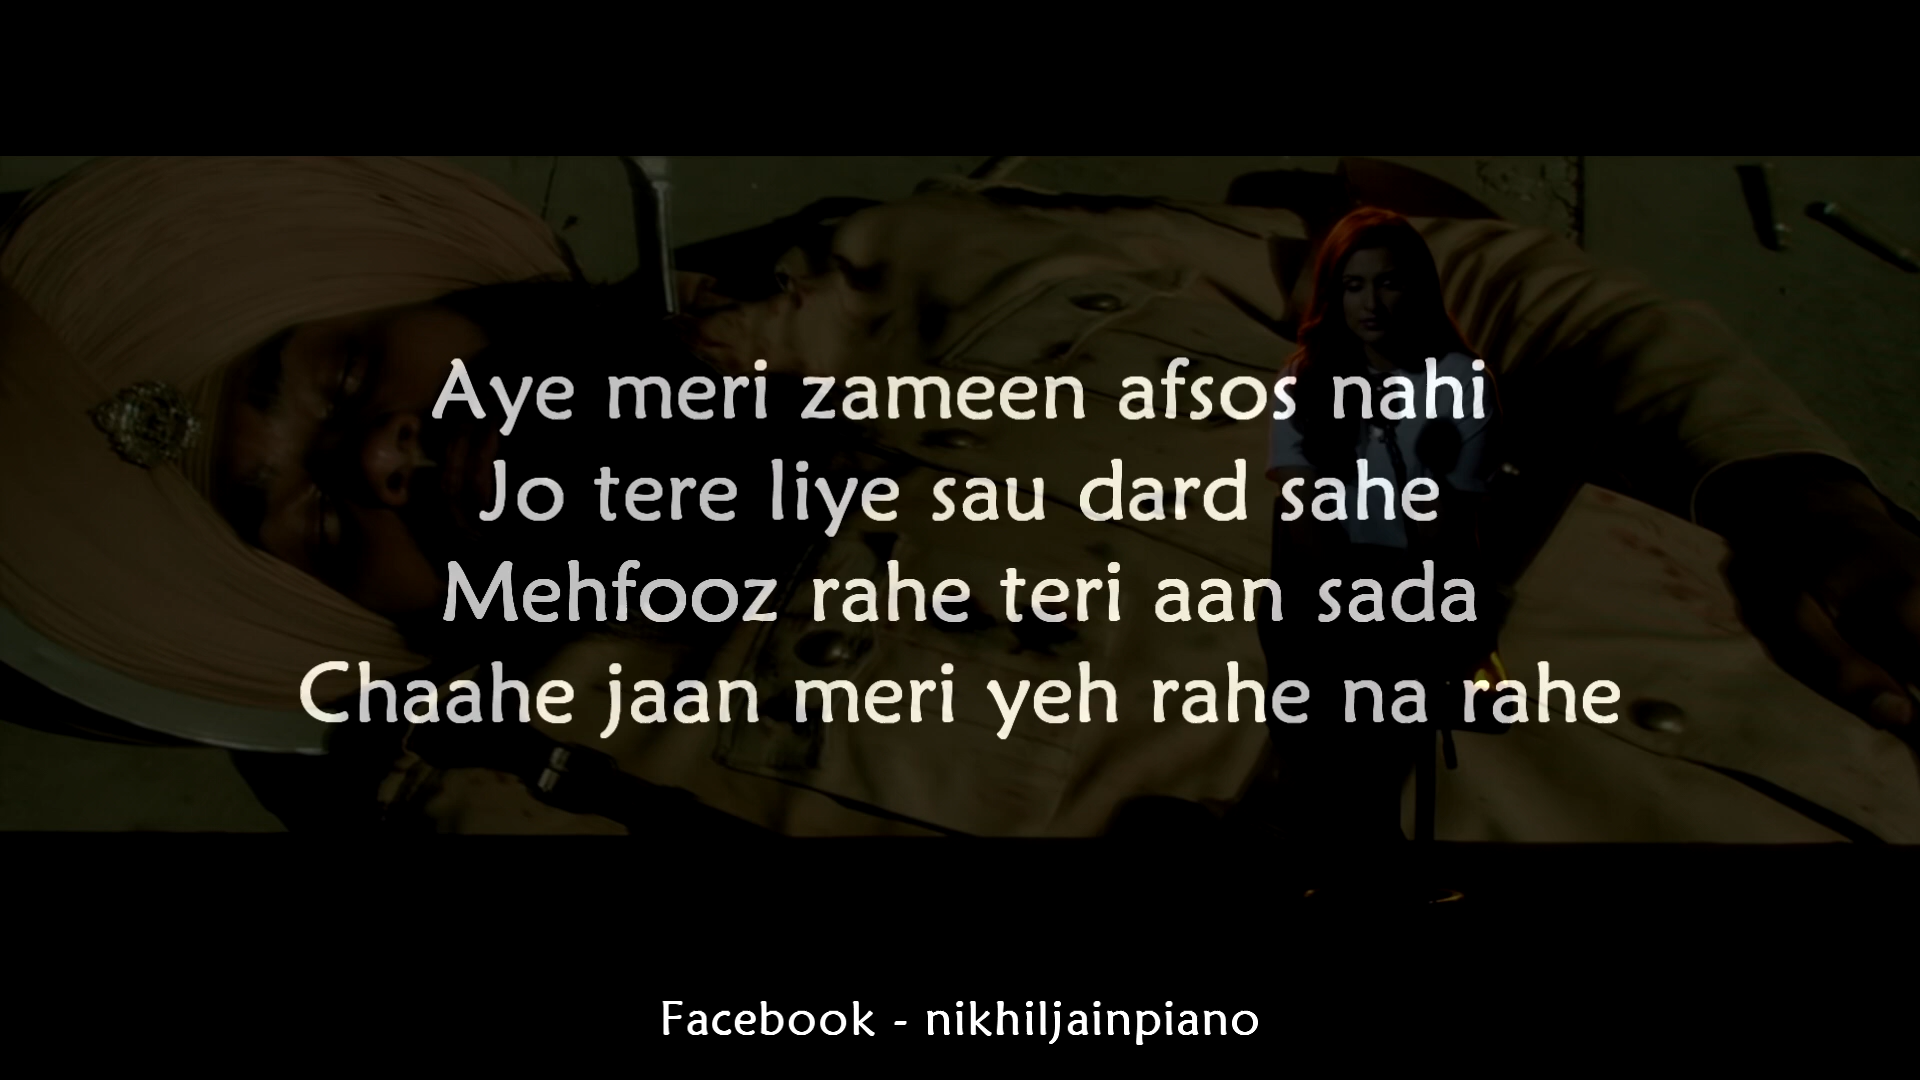 Aye meri zameen afsos nahi
Jo tere liye sau dard sahe
Mehfooz rahe teri aan sada
Chaahe jaan meri yeh rahe na rahe
Facebook - nikhiljainpiano